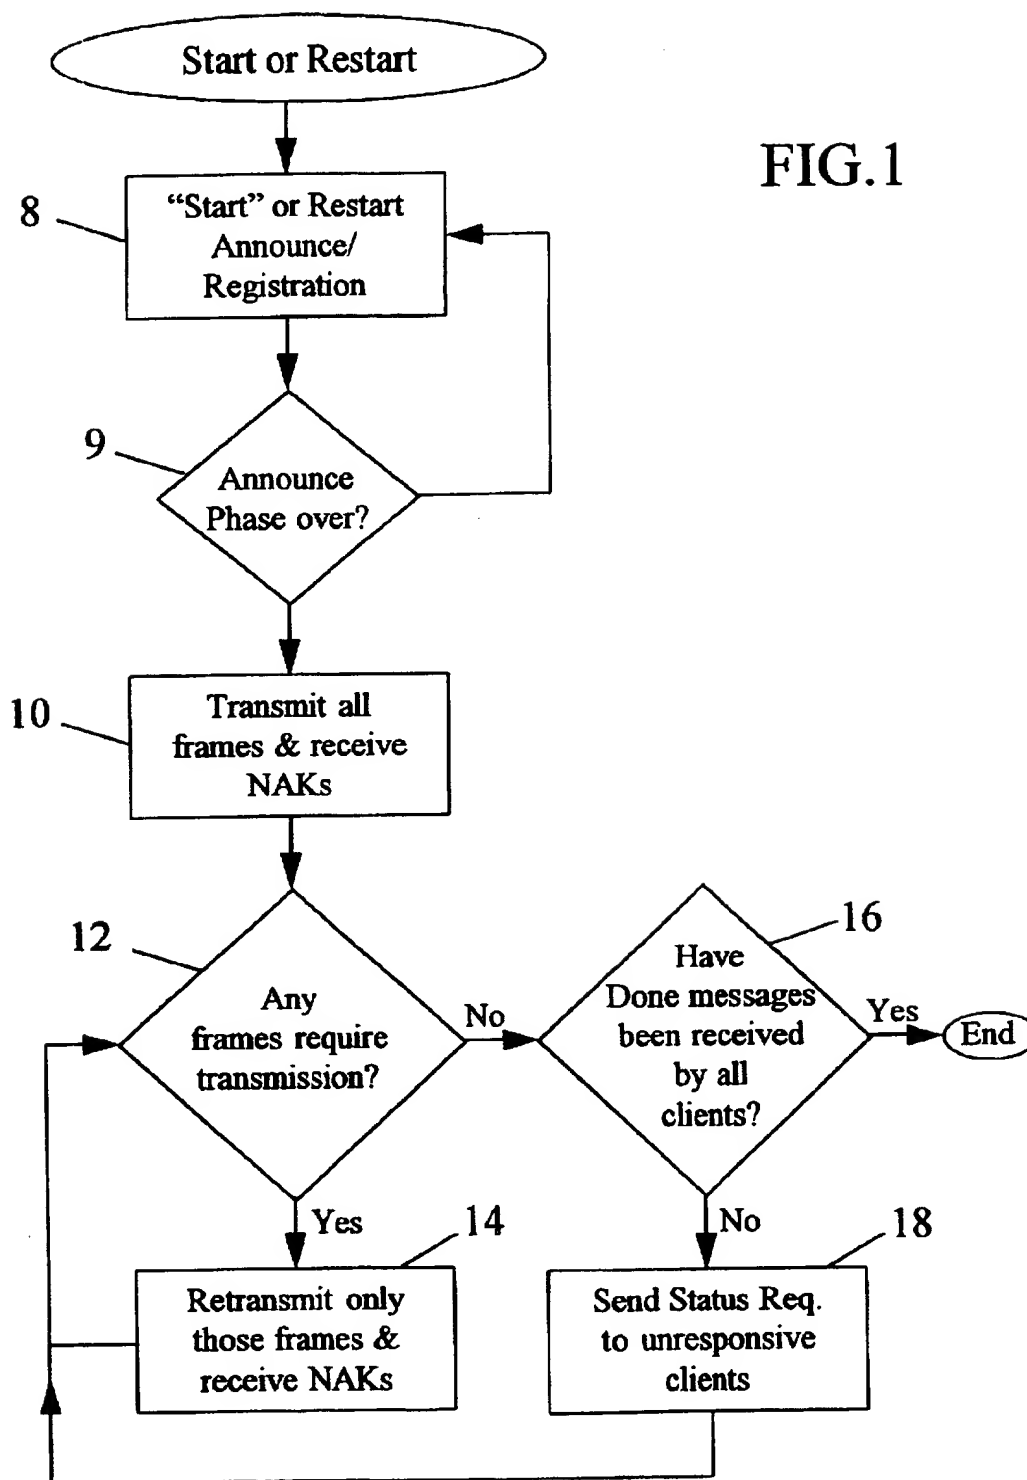 Start or Restart
FIG.1
8
“Start” or Restart
Announce/
Registration
9
Announce
Phase over?
10
Transmit all
frames & receive
NAKs
12
Any
frames require
transmission?
No
16
Have
Done messages
been received
by all
clients?
Yes
End
Yes
14
Retransmit only
those frames &
receive NAKs
No
18
Send Status Req.
to unresponsive
clients